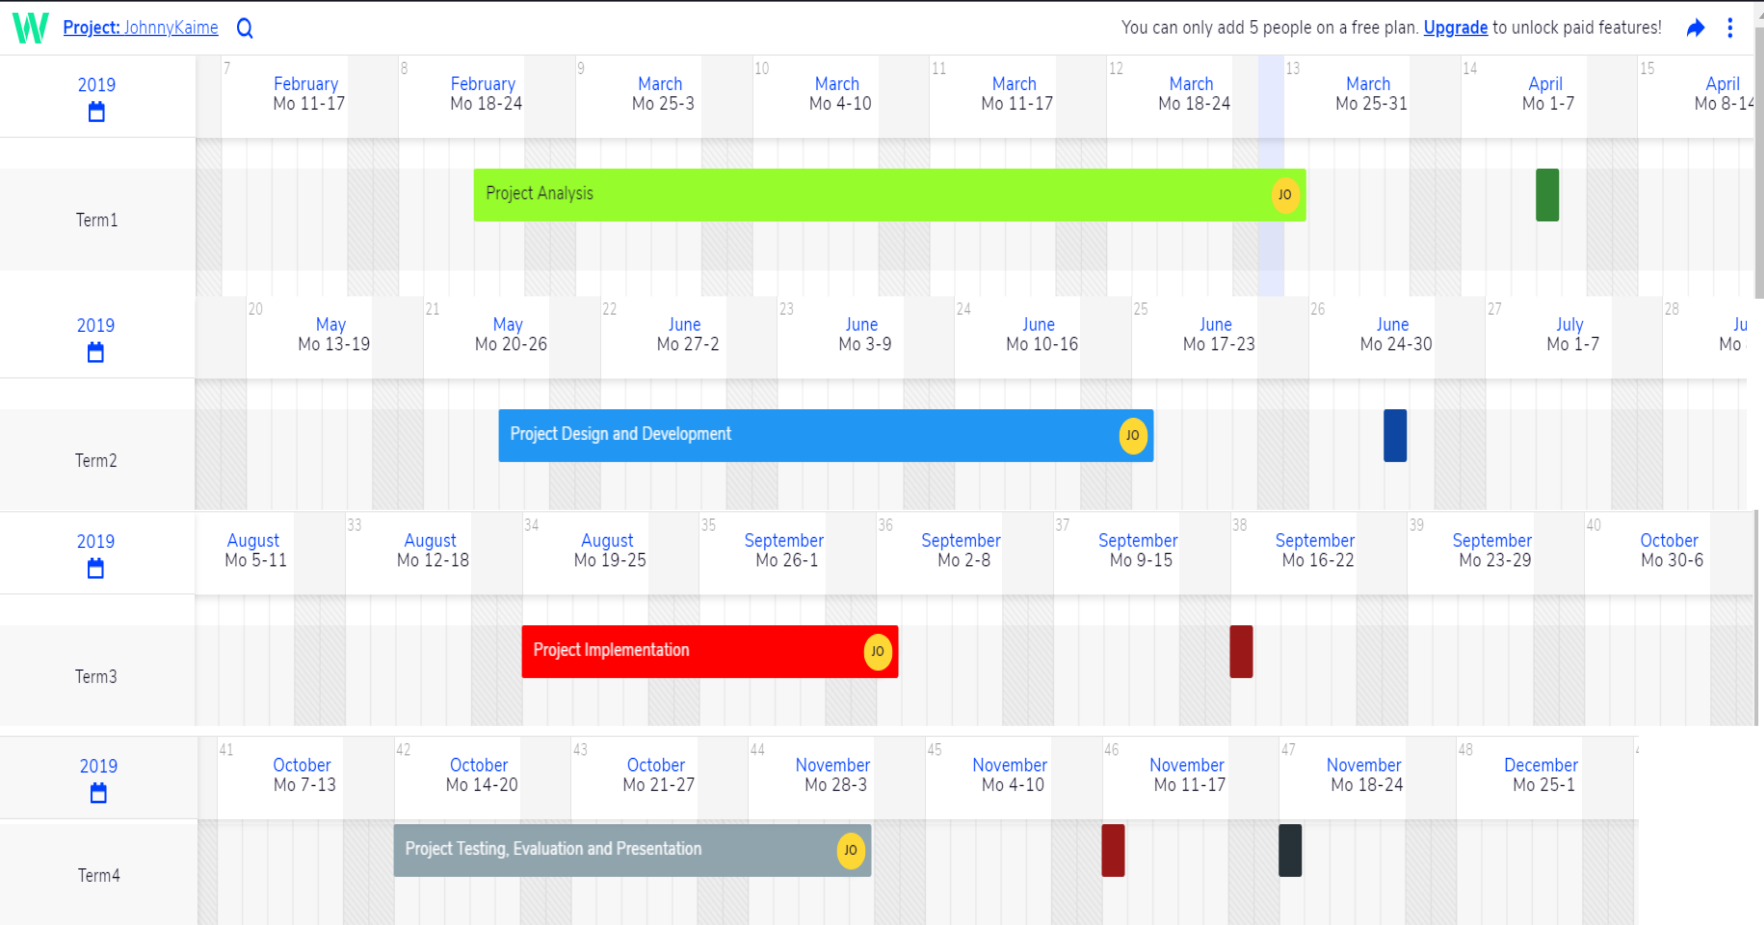 W Project: JohnnyKaime You can only add 5 people on a free plan. Upgrade to unlock paid features!
7 8 9 10 11 12 13 14 15
2019 February February March March March March March April April
Mo 11-17 Mo 18-24 Mo 25-3 Mo 4-10 Mo 11-17 Mo 18-24 Mo 25-31 Mo 1-7 Mo 8-14
Project Analysis JO
Term1
20 21 22 23 24 25 26 27 28
2019 May May June June June June June July Ju
Mo 13-19 Mo 20-26 Mo 27-2 Mo 3-9 Mo 10-16 Mo 17-23 Mo 24-30 Mo 1-7 Mo
Project Design and Development JO
Term2
33 34 35 36 37 38 39 40
2019 August August August September September September September September October
Mo 5-11 Mo 12-18 Mo 19-25 Mo 26-1 Mo 2-8 Mo 9-15 Mo 16-22 Mo 23-29 Mo 30-6
Project Implementation JO
Term3
41 42 43 44 45 46 47 48
2019 October October October November November November November December
Mo 7-13 Mo 14-20 Mo 21-27 Mo 28-3 Mo 4-10 Mo 11-17 Mo 18-24 Mo 25-1
Project Testing, Evaluation and Presentation JO
Term4